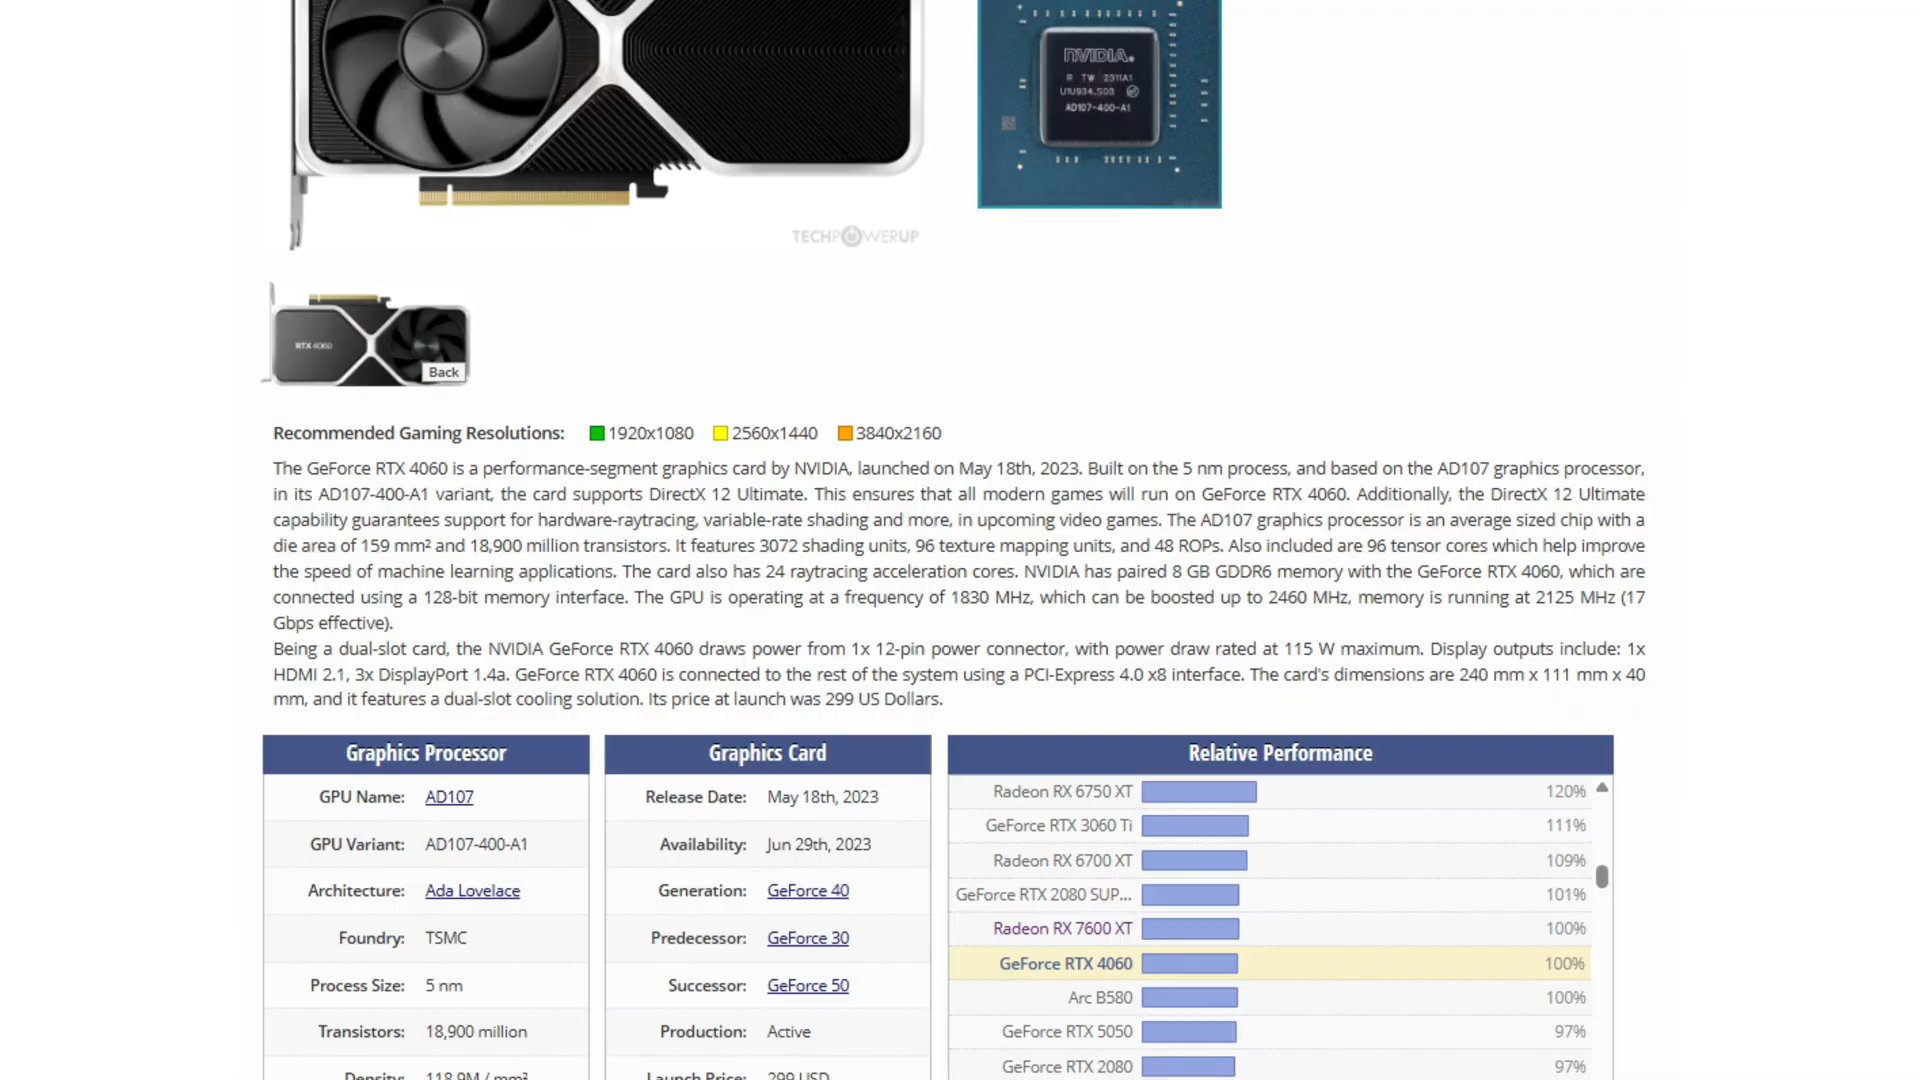 NVIDIA.
R TW 2311A1
U1U934.S03
AD107-400-A1
TECHPOWERUP
RTX 4060
Back
Recommended Gaming Resolutions: 1920x1080 2560x1440 3840x2160
The GeForce RTX 4060 is a performance-segment graphics card by NVIDIA, launched on May 18th, 2023. Built on the 5 nm process, and based on the AD107 graphics processor,
in its AD107-400-A1 variant, the card supports DirectX 12 Ultimate. This ensures that all modern games will run on GeForce RTX 4060. Additionally, the DirectX 12 Ultimate
capability guarantees support for hardware-raytracing, variable-rate shading and more, in upcoming video games. The AD107 graphics processor is an average sized chip with a
die area of 159 mm² and 18,900 million transistors. It features 3072 shading units, 96 texture mapping units, and 48 ROPs. Also included are 96 tensor cores which help improve
the speed of machine learning applications. The card also has 24 raytracing acceleration cores. NVIDIA has paired 8 GB GDDR6 memory with the GeForce RTX 4060, which are
connected using a 128-bit memory interface. The GPU is operating at a frequency of 1830 MHz, which can be boosted up to 2460 MHz, memory is running at 2125 MHz (17
Gbps effective).
Being a dual-slot card, the NVIDIA GeForce RTX 4060 draws power from 1x 12-pin power connector, with power draw rated at 115 W maximum. Display outputs include: 1x
HDMI 2.1, 3x DisplayPort 1.4a. GeForce RTX 4060 is connected to the rest of the system using a PCI-Express 4.0 x8 interface. The card's dimensions are 240 mm x 111 mm x 40
mm, and it features a dual-slot cooling solution. Its price at launch was 299 US Dollars.
Graphics Processor
GPU Name: AD107
GPU Variant: AD107-400-A1
Architecture: Ada Lovelace
Foundry: TSMC
Process Size: 5 nm
Transistors: 18,900 million
Density: 118.9M / mm²
Graphics Card
Release Date: May 18th, 2023
Availability: Jun 29th, 2023
Generation: GeForce 40
Predecessor: GeForce 30
Successor: GeForce 50
Production: Active
Launch Price: 299 USD
Relative Performance
Radeon RX 6750 XT 120%
GeForce RTX 3060 Ti 111%
Radeon RX 6700 XT 109%
GeForce RTX 2080 SUP... 101%
Radeon RX 7600 XT 100%
GeForce RTX 4060 100%
Arc B580 100%
GeForce RTX 5050 97%
GeForce RTX 2080 97%